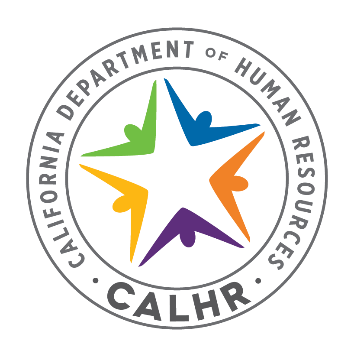 CALIFORNIA DEPARTMENT OF HUMAN RESOURCES
· CALHR ·